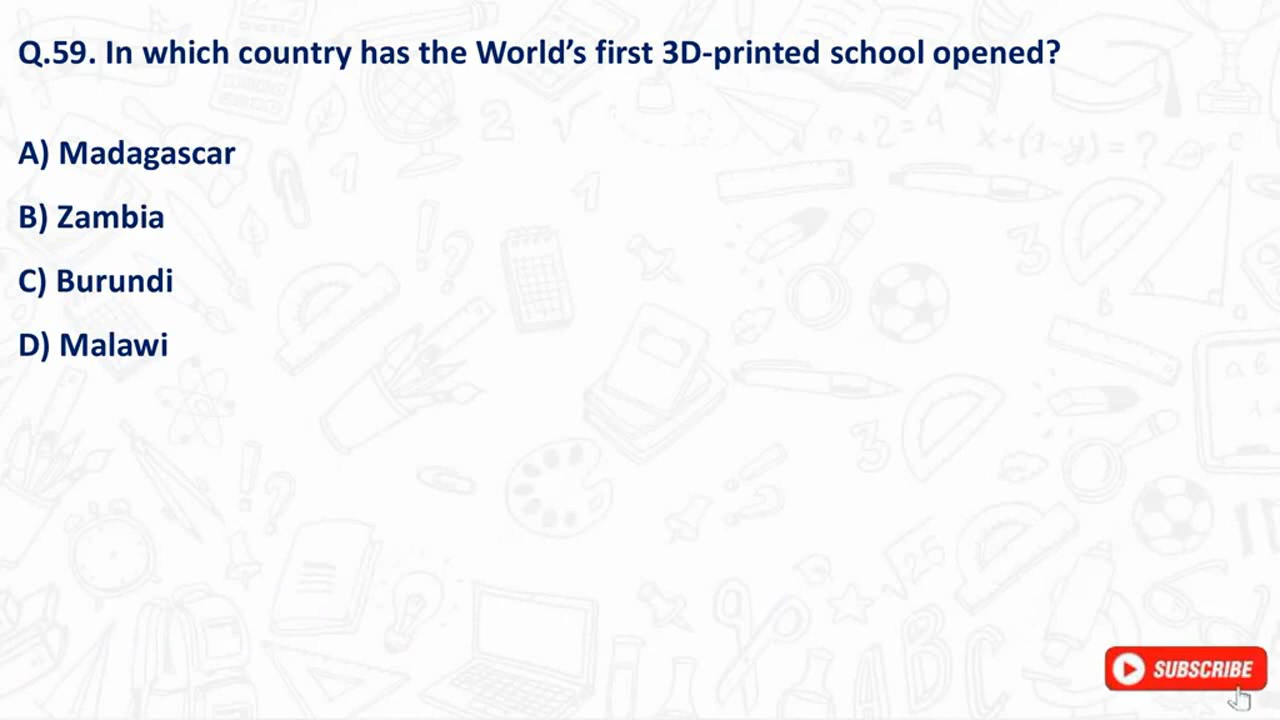 Q.59. In which country has the World's first 3D-printed school opened?
A) Madagascar
B) Zambia
C) Burundi
D) Malawi
SUBSCRIBE